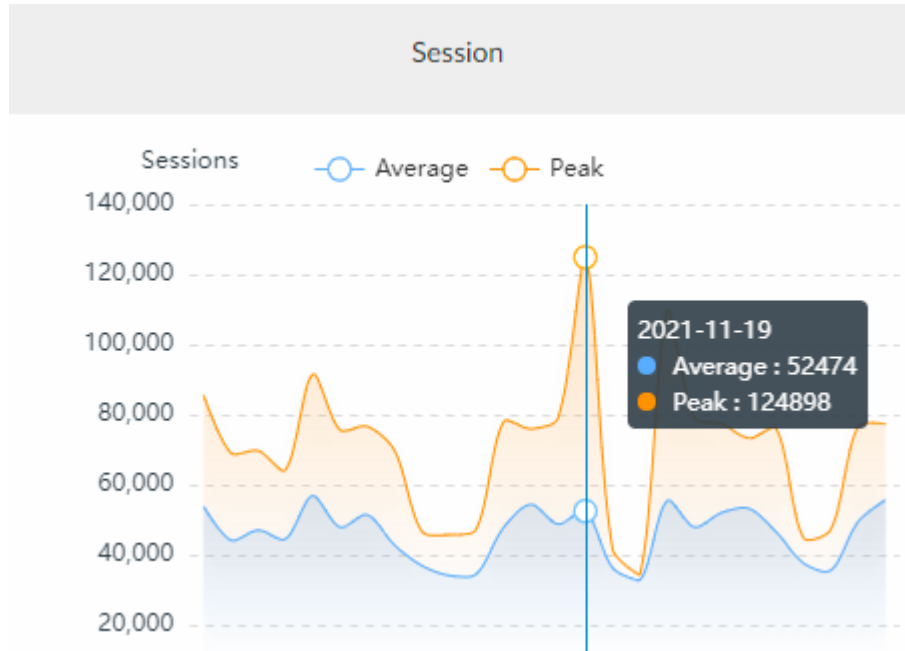 Session
Sessions
Average
Peak
140,000
120,000
100,000
80,000
60,000
40,000
20,000
2021-11-19
Average : 52474
Peak : 124898